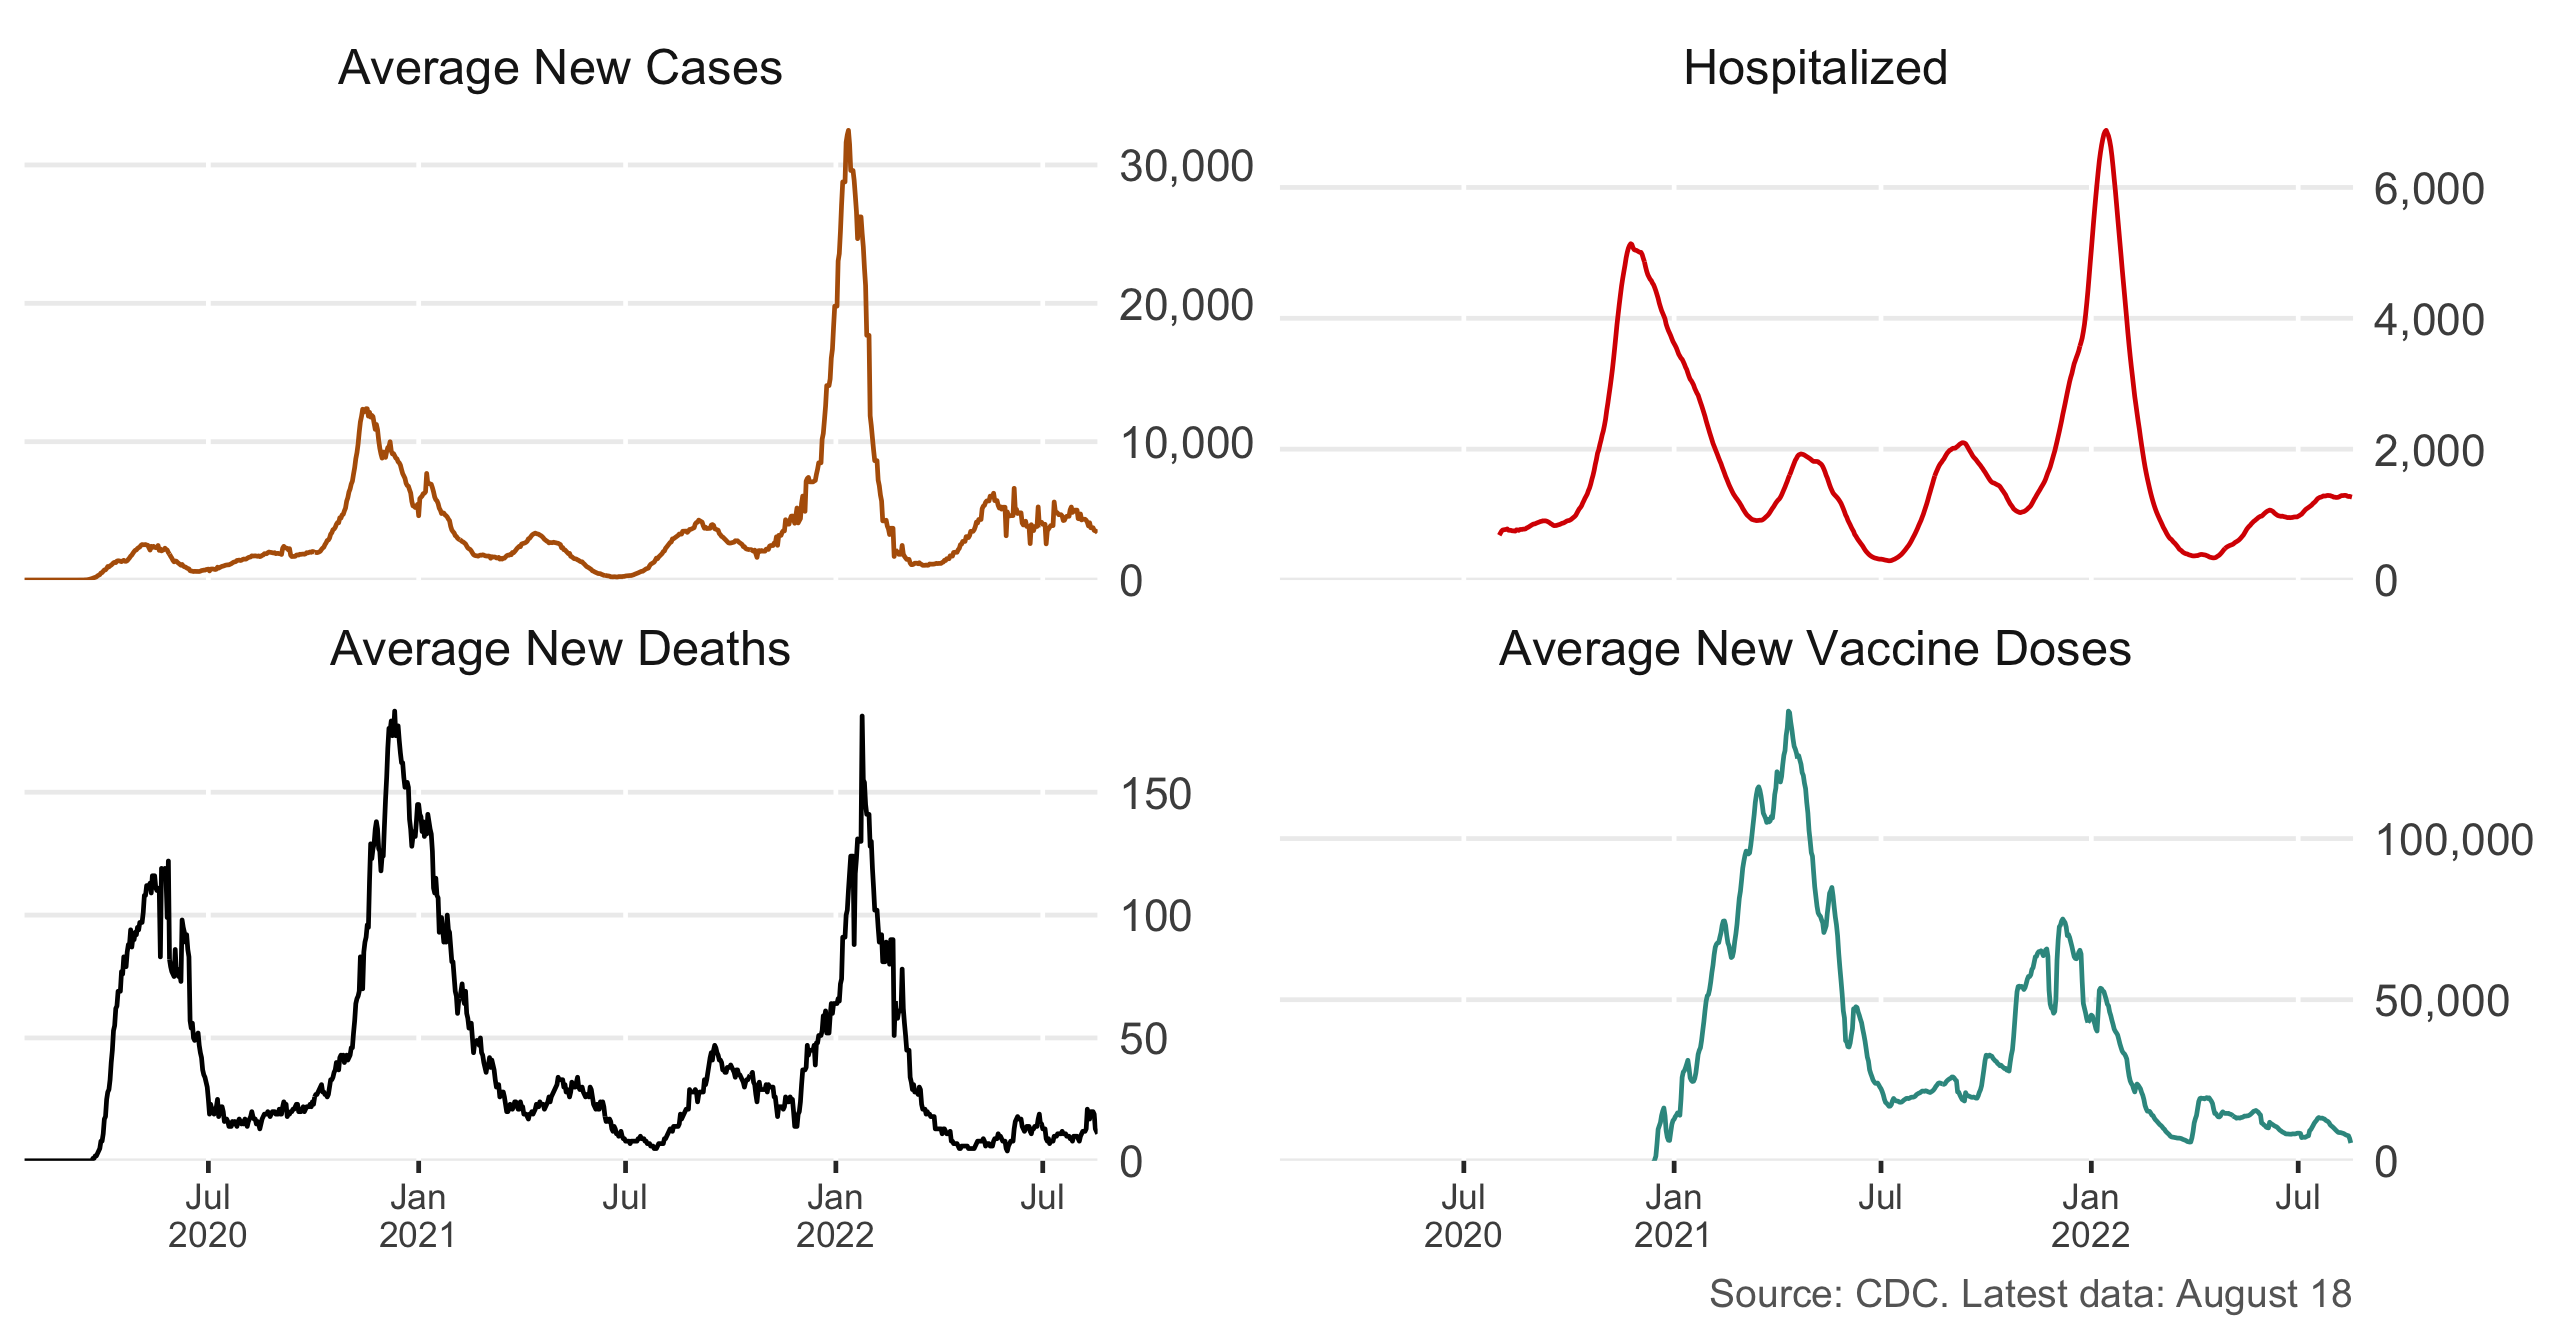 Average New Cases
30,000
20,000
10,000
0
Hospitalized
6,000
4,000
2,000
0
Average New Deaths
150
100
50
0
Jul Jan Jul Jan Jul
2020 2021 2022
Average New Vaccine Doses
100,000
50,000
0
Jul Jan Jul Jan Jul
2020 2021 2022
Source: CDC. Latest data: August 18